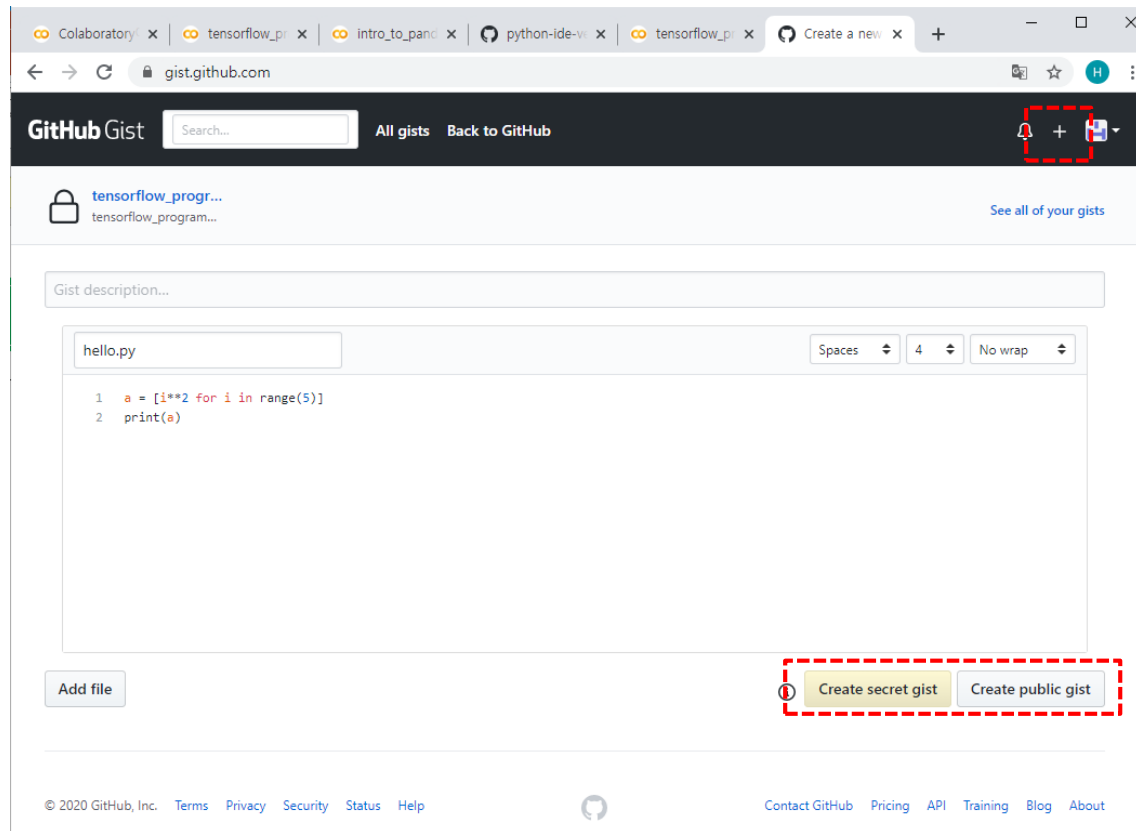 Colaboratory tensorflow_pr intro_to_pand python-ide-v tensorflow_pr Create a new
gist.github.com H
GitHub Gist Search... All gists Back to GitHub
tensorflow_progr...
tensorflow_program...
See all of your gists
Gist description...
hello.py Spaces 4 No wrap
1 a = [i**2 for i in range(5)]
2 print(a)
Add file Create secret gist Create public gist
© 2020 GitHub, Inc. Terms Privacy Security Status Help Contact GitHub Pricing API Training Blog About